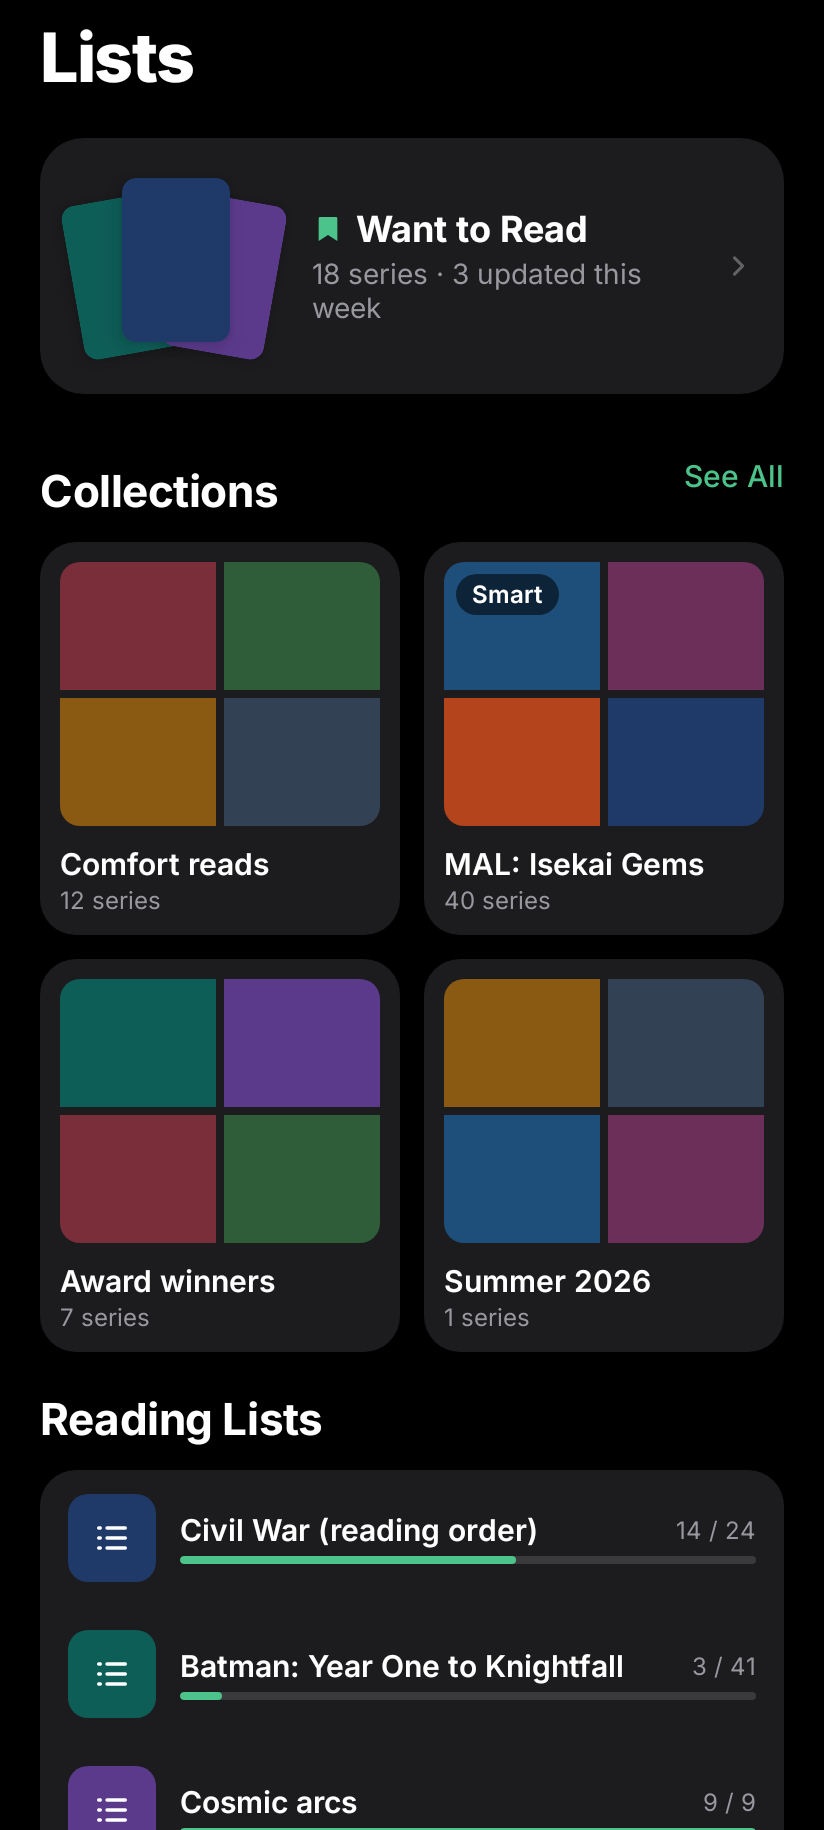 Lists
Want to Read
18 series · 3 updated this
week
Collections
See All
Smart
Comfort reads
12 series
MAL: Isekai Gems
40 series
Award winners
7 series
Summer 2026
1 series
Reading Lists
Civil War (reading order)
14 / 24
Batman: Year One to Knightfall
3 / 41
Cosmic arcs
9 / 9